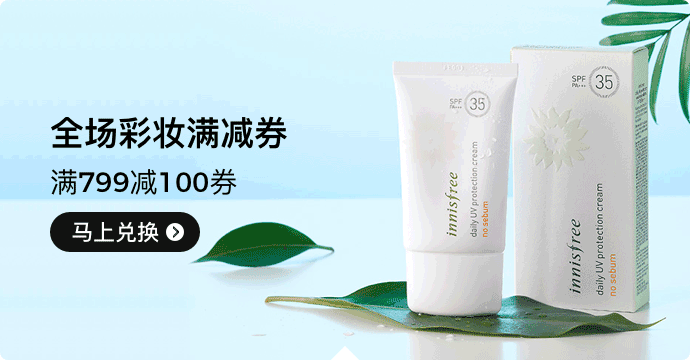 全场彩妆满减券
满799减100券
马上兑换
SPF
PA+++
35
innisfree
daily UV protection cream
no sebum
SPF
PA+++
35
innisfree
daily UV protection cream
no sebum